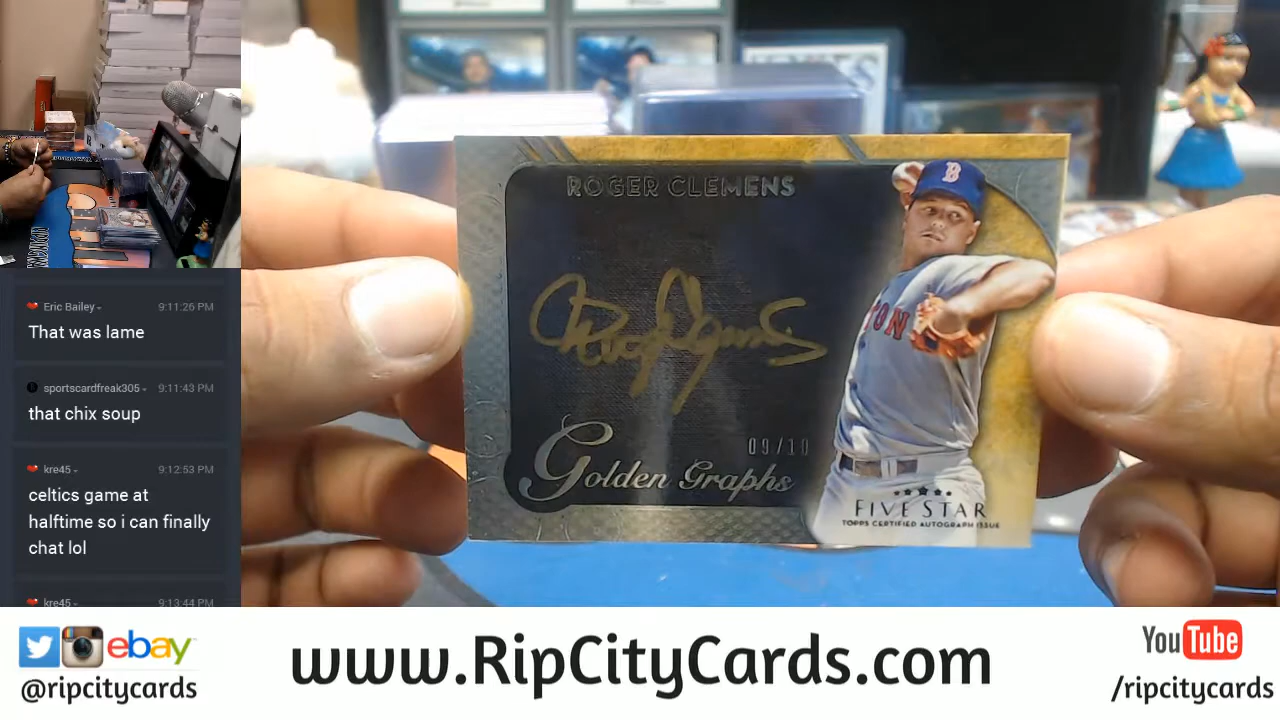 Eric Bailey
9:11:26 PM
That was lame
sportscardfreak305
9:11:43 PM
that chix soup
kre45
9:12:53 PM
celtics game at
halftime so i can finally
chat lol
kre45
9:13:44 PM
ROGER CLEMENS
B
TON
09/10
Golden Graphs
FIVE STAR
TOPPS CERTIFIED AUTOGRAPH ISSUE
ebay
@ripcitycards
www.RipCityCards.com
YouTube
/ripcitycards